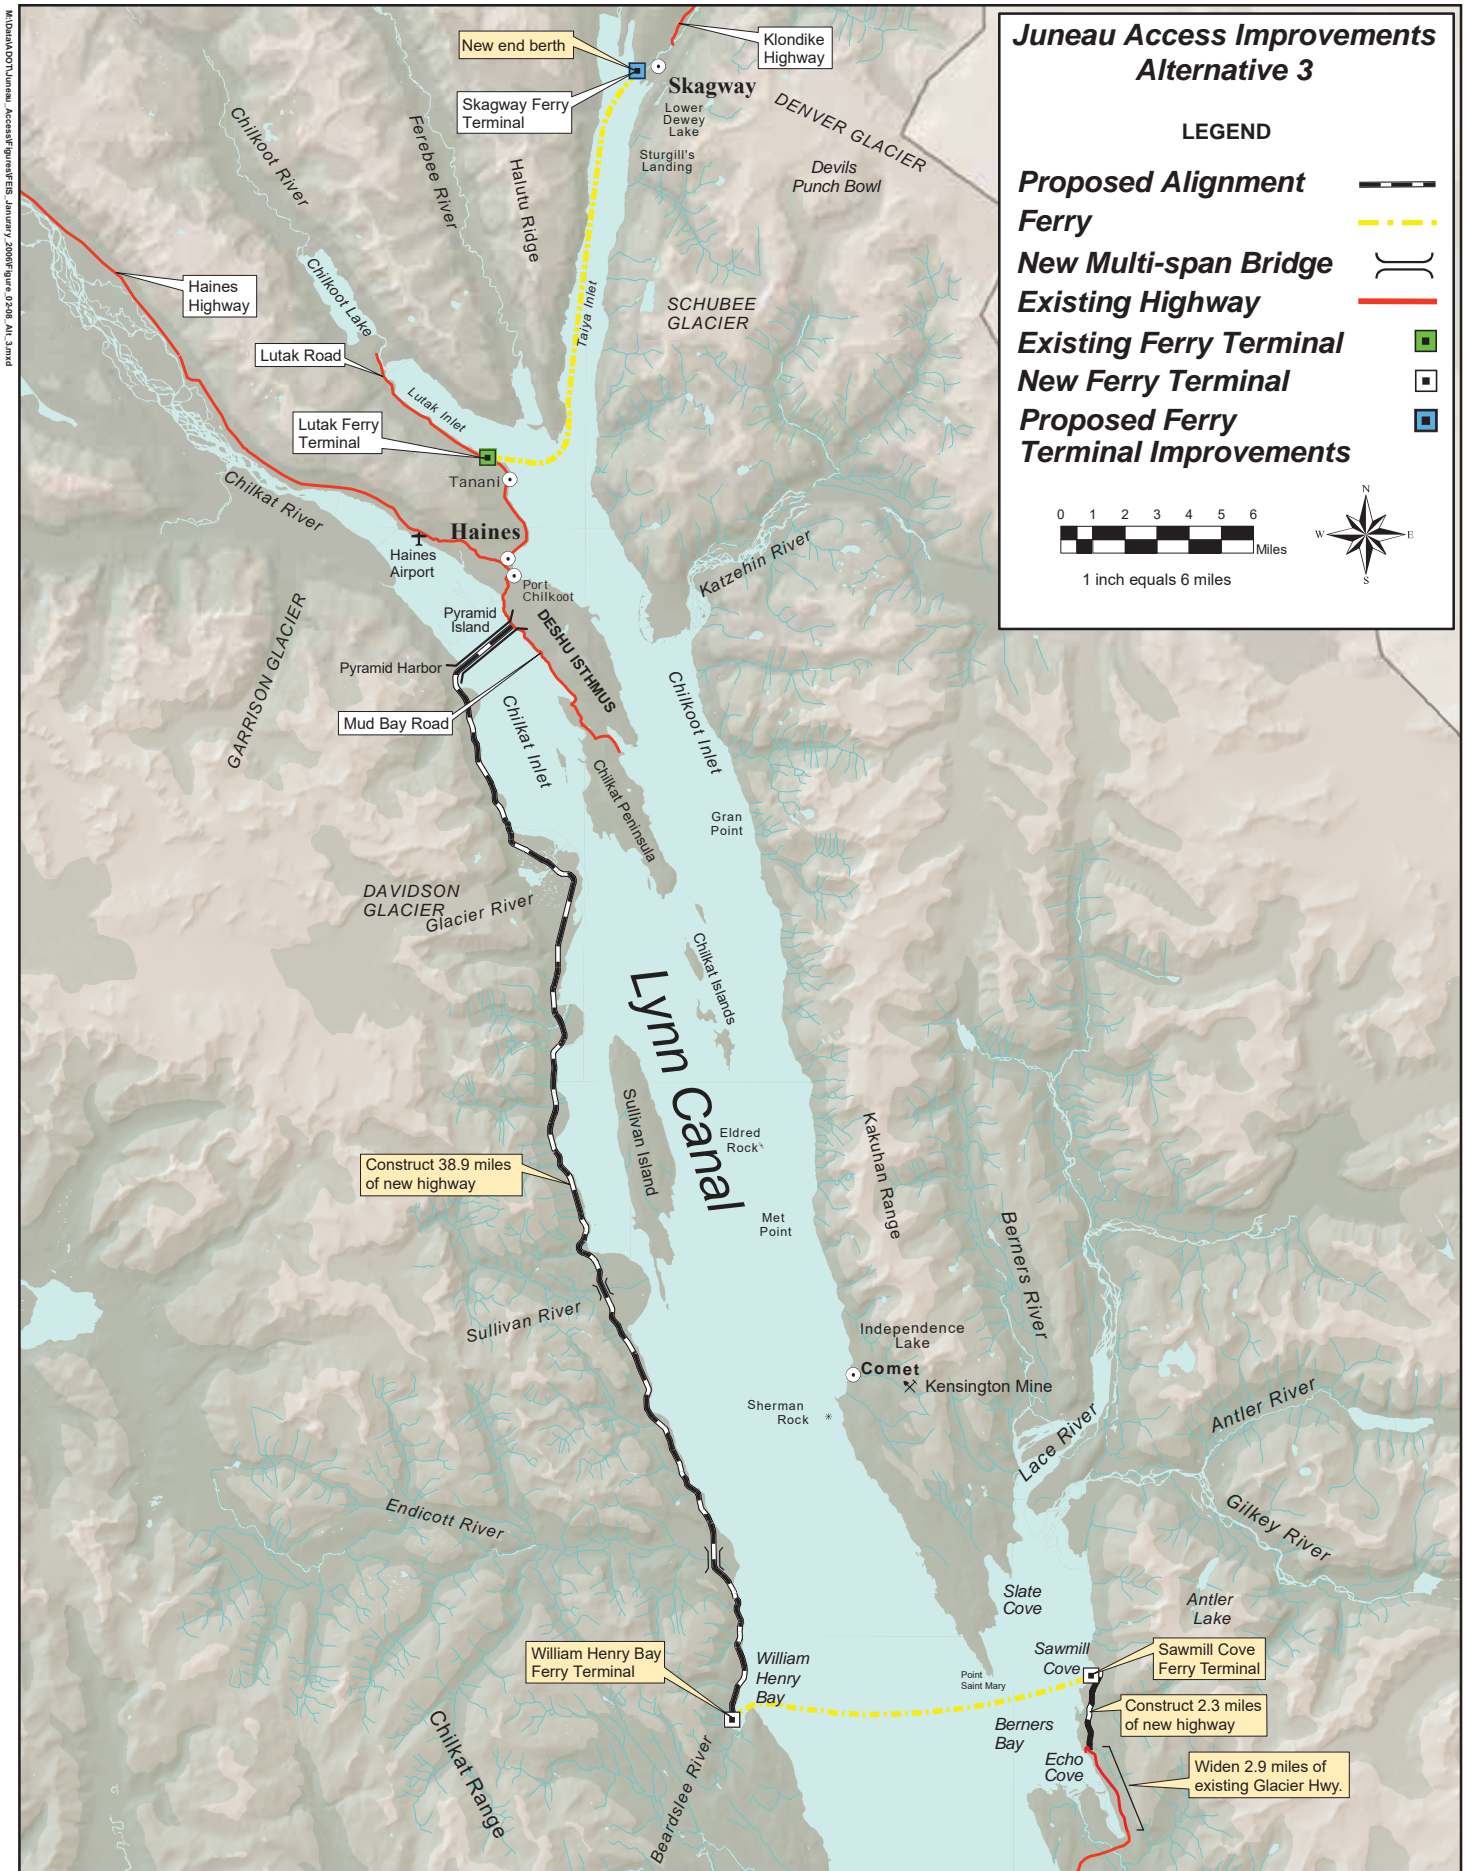 M:\Data\ADOT\Juneau_Access\Figures\FEIS_Janurary_2006\Figure_02-08_Alt_3.mxd
Juneau Access Improvements
Alternative 3
LEGEND
Proposed Alignment
Ferry
New Multi-span Bridge
Existing Highway
Existing Ferry Terminal
New Ferry Terminal
Proposed Ferry
Terminal Improvements
0 1 2 3 4 5 6
Miles
1 inch equals 6 miles
N
W
E
S
New end berth
Klondike
Highway
Skagway
Skagway Ferry
Terminal
Lower
Dewey
Lake
DENVER GLACIER
Sturgill's
Landing
Devils
Punch Bowl
Chilkoot River
Ferebee River
Halutu Ridge
Haines
Highway
Chilkoot Lake
Taiya Inlet
SCHUBEE
GLACIER
Lutak Road
Lutak Inlet
Lutak Ferry
Terminal
Tanani
Chilkat River
Haines
Haines
Airport
Port
Chilkoot
Katzehin River
Pyramid
Island
DESHU ISTHMUS
GARRISON GLACIER
Pyramid Harbor
Mud Bay Road
Chilkat Inlet
Chilkoot Inlet
Chilkat Peninsula
Gran
Point
DAVIDSON
GLACIER
Glacier River
Chilkat Islands
Lynn Canal
Sullivan Island
Eldred
Rock
Kakuhan Range
Construct 38.9 miles
of new highway
Met
Point
Berners River
Sullivan River
Independence
Lake
Comet
Kensington Mine
Sherman
Rock
Antler River
Lace River
Endicott River
Gilkey River
Slate
Cove
Antler
Lake
William Henry Bay
Ferry Terminal
William
Henry
Bay
Sawmill
Cove
Sawmill Cove
Ferry Terminal
Point
Saint Mary
Construct 2.3 miles
of new highway
Berners
Bay
Echo
Cove
Widen 2.9 miles of
existing Glacier Hwy.
Chilkat Range
Beardslee River